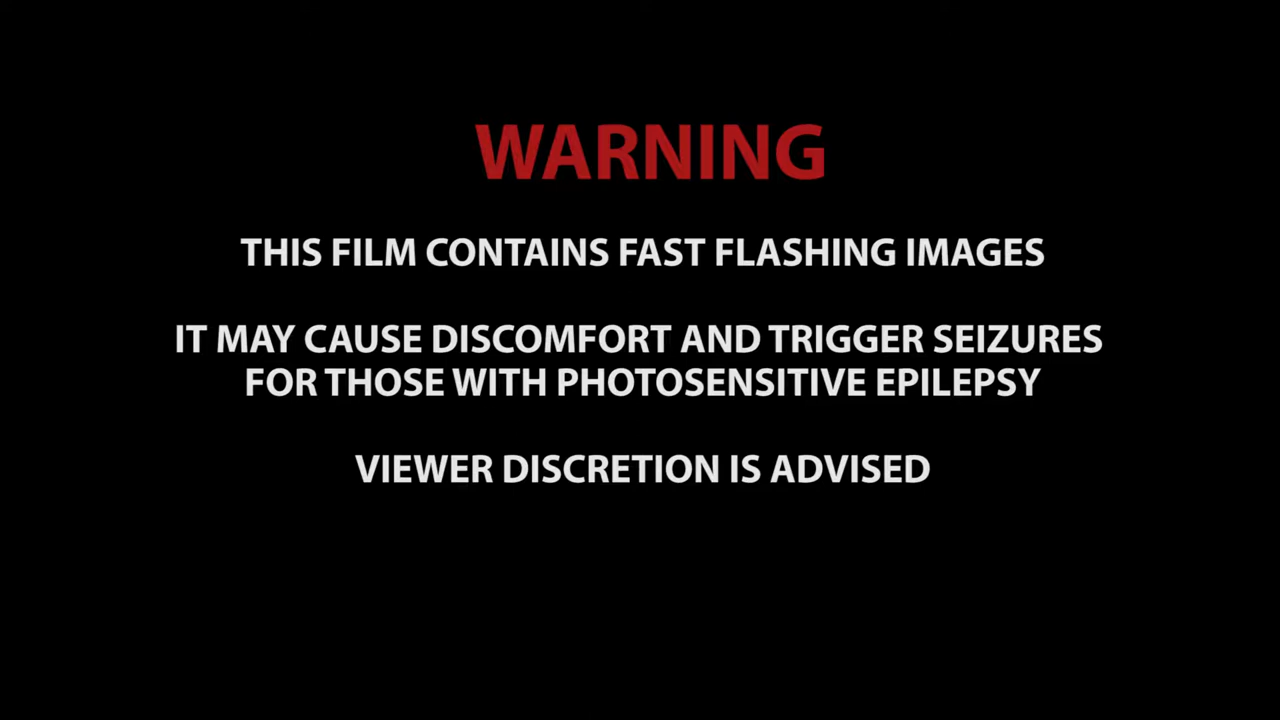 WARNING
THIS FILM CONTAINS FAST FLASHING IMAGES
IT MAY CAUSE DISCOMFORT AND TRIGGER SEIZURES
FOR THOSE WITH PHOTOSENSITIVE EPILEPSY
VIEWER DISCRETION IS ADVISED